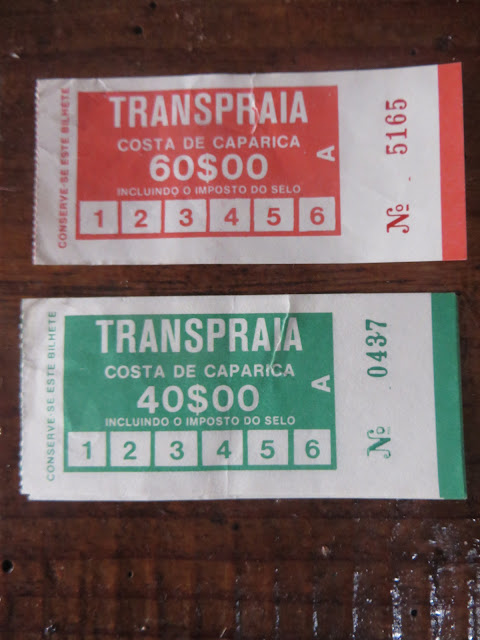 CONSERVE-SE ESTE BILHETE
TRANSPRAIA
COSTA DE CAPARICA
60$00
INCLUINDO O IMPOSTO DO SELO
1 2 3 4 5 6
A
№ 5165
CONSERVE-SE ESTE BILHETE
TRANSPRAIA
COSTA DE CAPARICA
40$00
INCLUINDO O IMPOSTO DO SELO
1 2 3 4 5 6
A
№ 0437